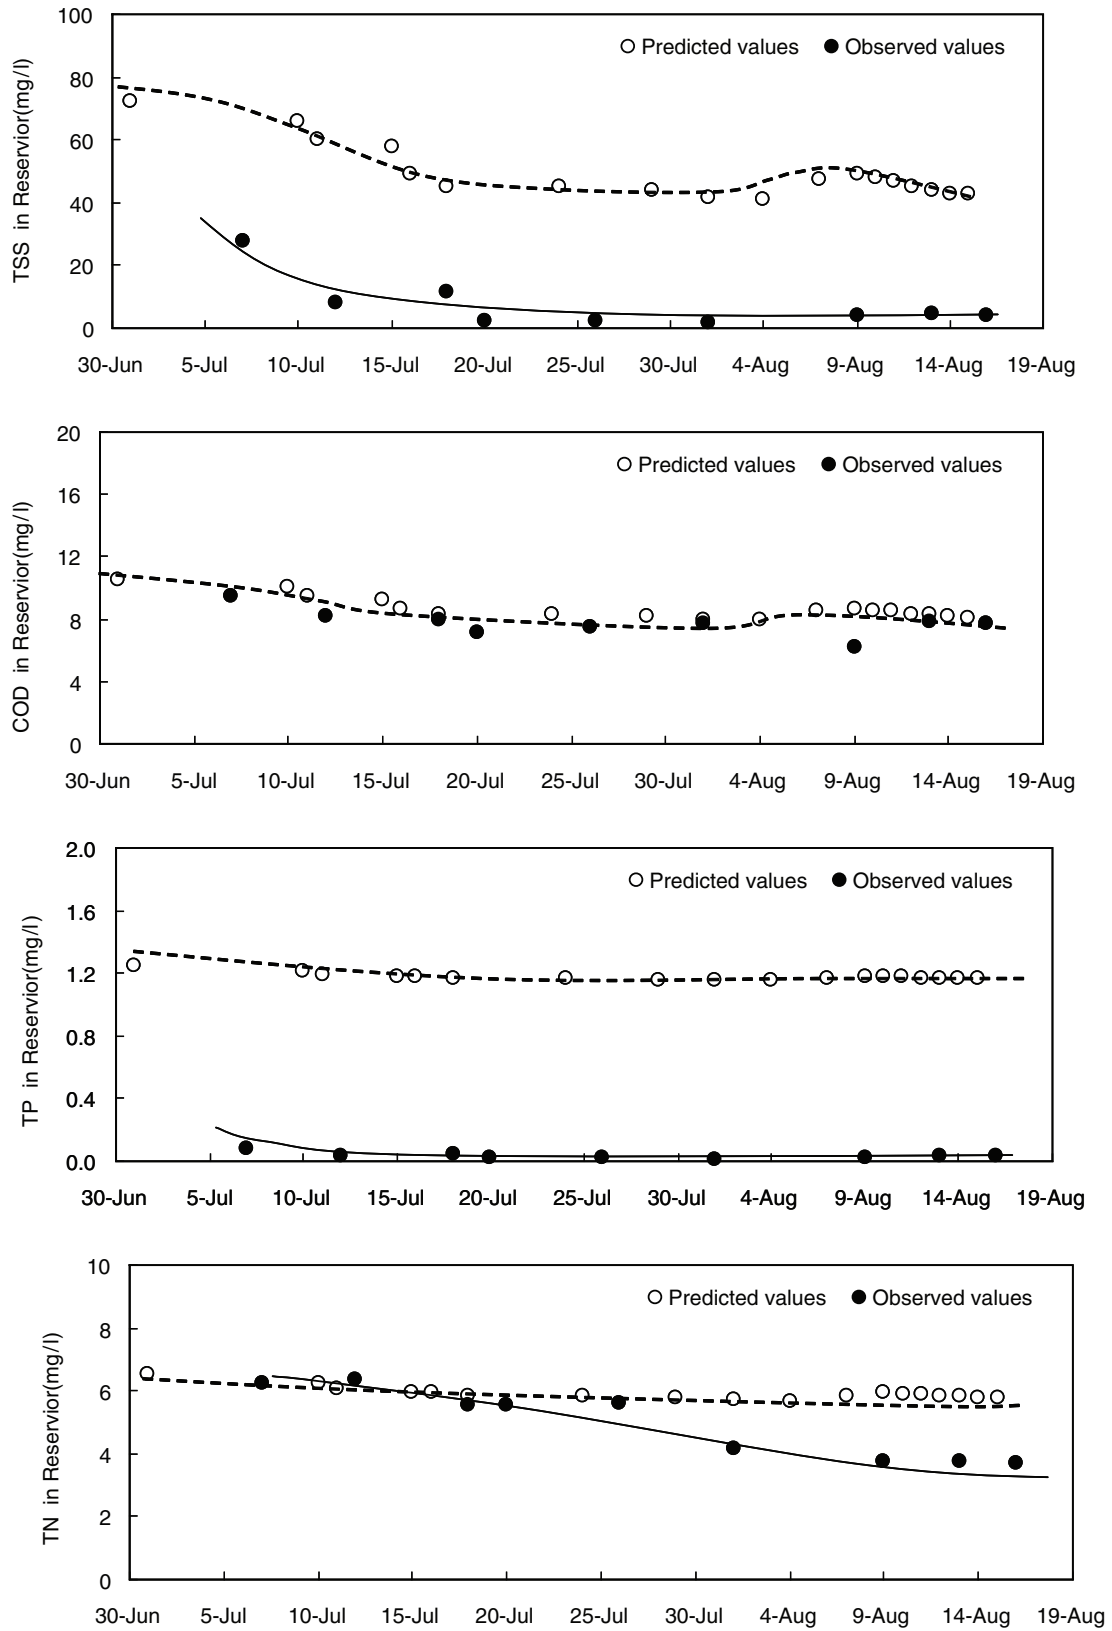 100
80
60
40
20
0
TSS in Reservior(mg/l)
Predicted values Observed values
30-Jun 5-Jul 10-Jul 15-Jul 20-Jul 25-Jul 30-Jul 4-Aug 9-Aug 14-Aug 19-Aug
20
16
12
8
4
0
COD in Reservior(mg/l)
Predicted values Observed values
30-Jun 5-Jul 10-Jul 15-Jul 20-Jul 25-Jul 30-Jul 4-Aug 9-Aug 14-Aug 19-Aug
2.0
1.6
1.2
0.8
0.4
0.0
TP in Reservior(mg/l)
Predicted values Observed values
30-Jun 5-Jul 10-Jul 15-Jul 20-Jul 25-Jul 30-Jul 4-Aug 9-Aug 14-Aug 19-Aug
10
8
6
4
2
0
TN in Reservior(mg/l)
Predicted values Observed values
30-Jun 5-Jul 10-Jul 15-Jul 20-Jul 25-Jul 30-Jul 4-Aug 9-Aug 14-Aug 19-Aug